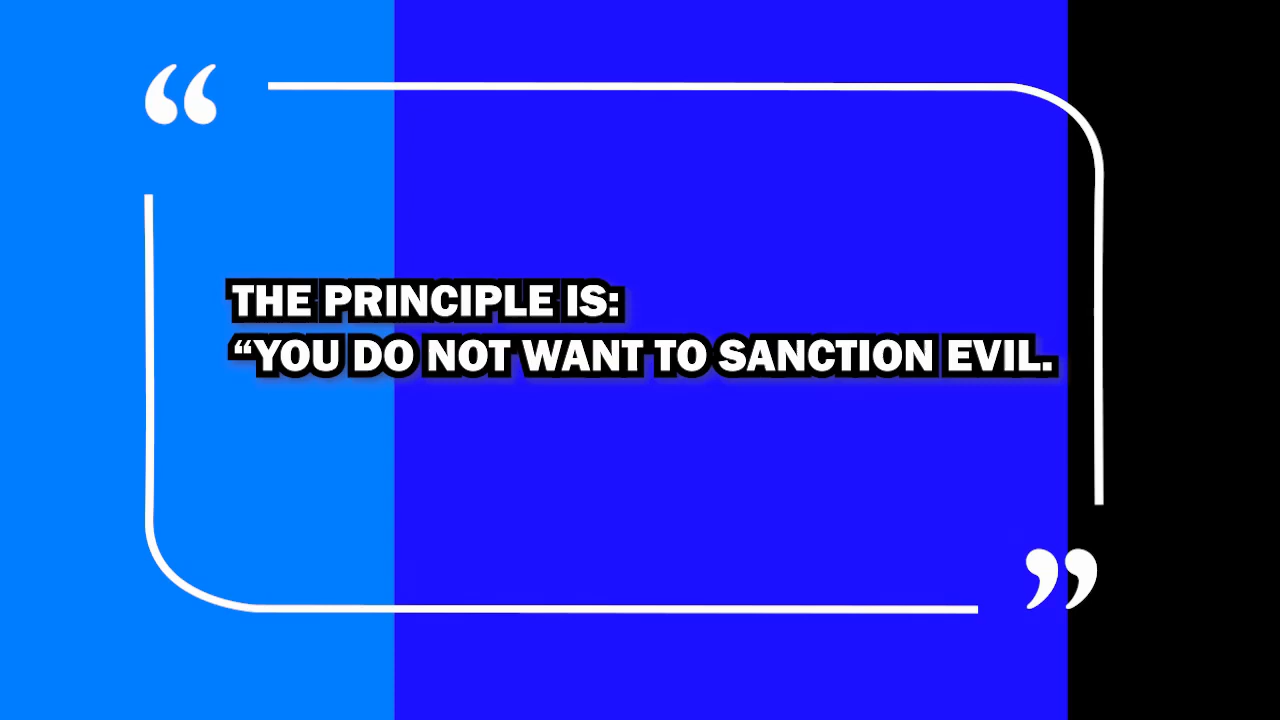 “
THE PRINCIPLE IS:
“YOU DO NOT WANT TO SANCTION EVIL.
”